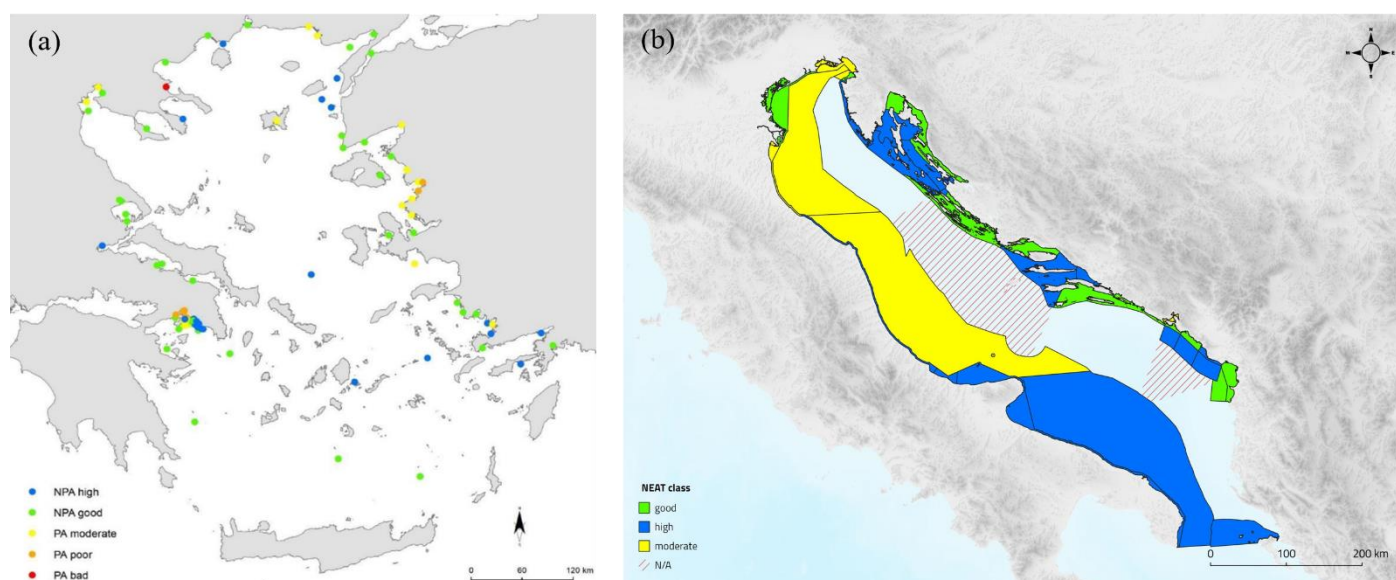 (a)
NPA high
NPA good
PA moderate
PA poor
PA bad
0 60 120 km
(b)
NEAT class
good
high
moderate
N/A
0 100 200 km